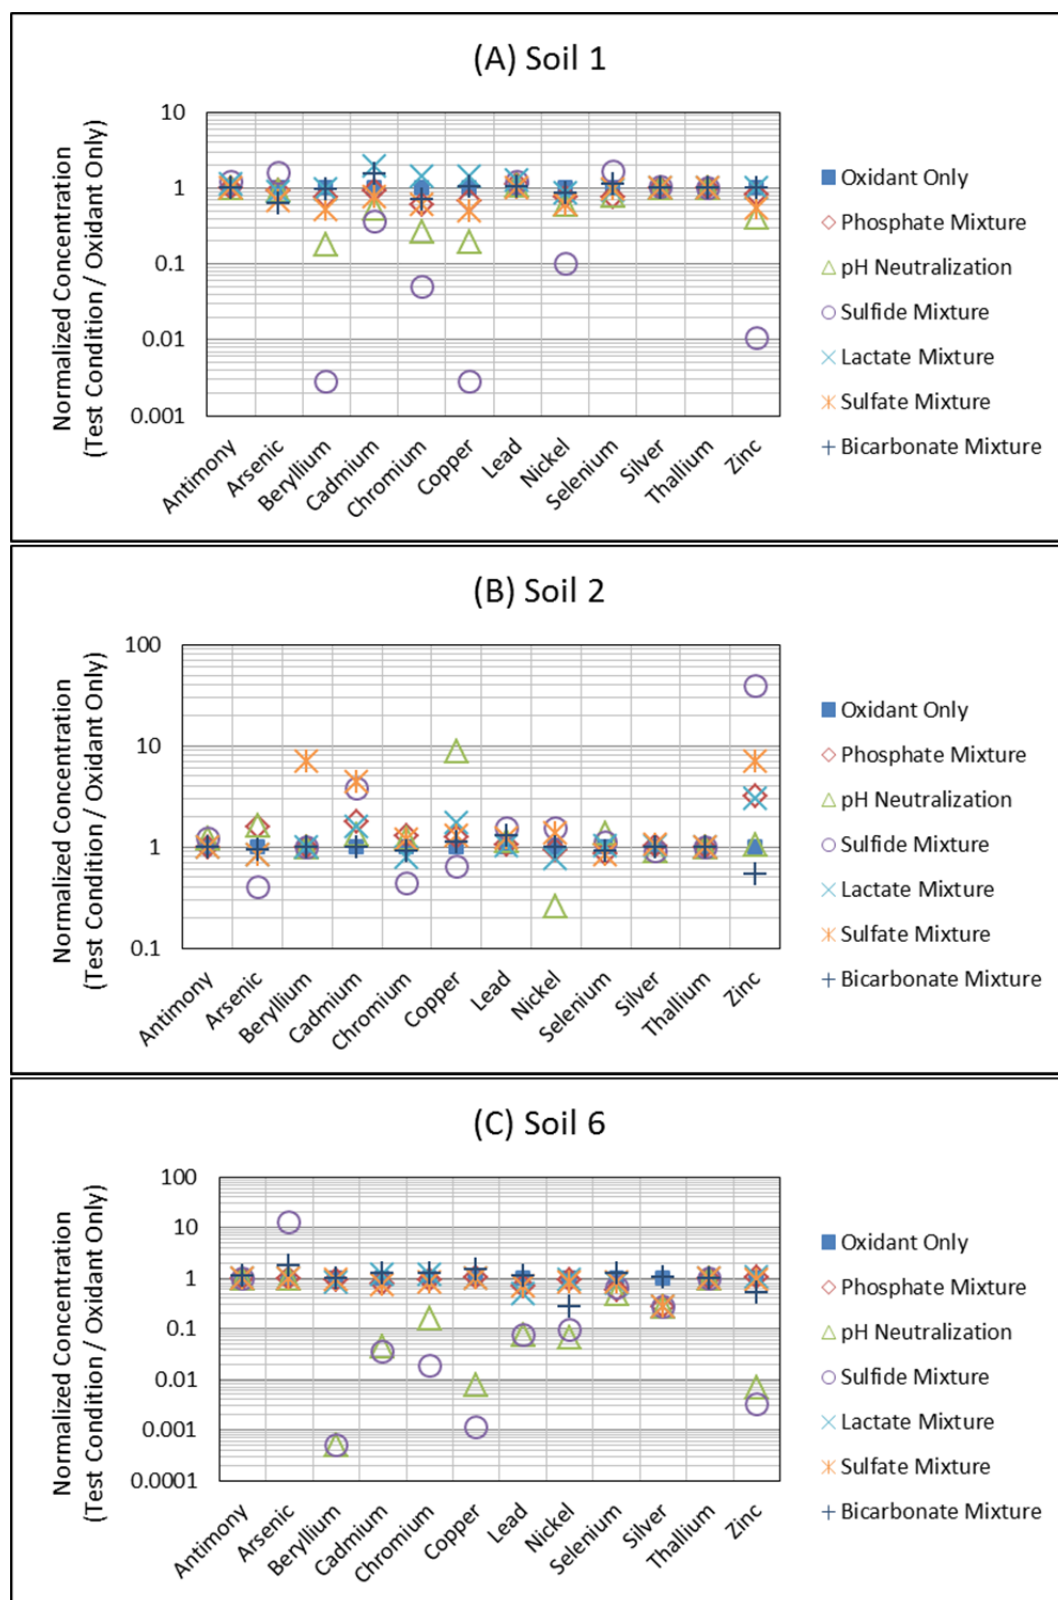 (A) Soil 1
Normalized Concentration
(Test Condition / Oxidant Only)
10
1
0.1
0.01
0.001
Antimony
Arsenic
Beryllium
Cadmium
Chromium
Copper
Lead
Nickel
Selenium
Silver
Thallium
Zinc
Oxidant Only
Phosphate Mixture
pH Neutralization
Sulfide Mixture
Lactate Mixture
Sulfate Mixture
Bicarbonate Mixture
(B) Soil 2
Normalized Concentration
(Test Condition / Oxidant Only)
100
10
1
0.1
Antimony
Arsenic
Beryllium
Cadmium
Chromium
Copper
Lead
Nickel
Selenium
Silver
Thallium
Zinc
Oxidant Only
Phosphate Mixture
pH Neutralization
Sulfide Mixture
Lactate Mixture
Sulfate Mixture
Bicarbonate Mixture
(C) Soil 6
Normalized Concentration
(Test Condition / Oxidant Only)
100
10
1
0.1
0.01
0.001
0.0001
Antimony
Arsenic
Beryllium
Cadmium
Chromium
Copper
Lead
Nickel
Selenium
Silver
Thallium
Zinc
Oxidant Only
Phosphate Mixture
pH Neutralization
Sulfide Mixture
Lactate Mixture
Sulfate Mixture
Bicarbonate Mixture